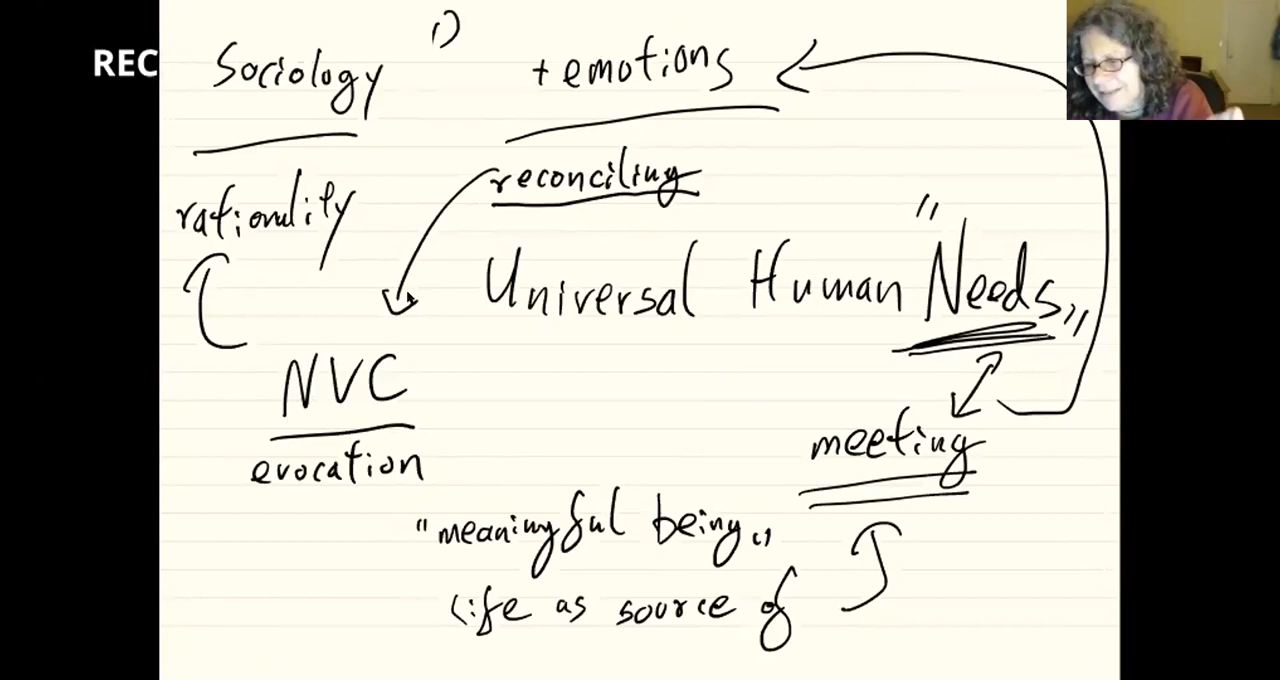 1)
REC
Sociology + emotions
reconciling
rationality
Universal Human "Needs"
NVC
meeting
evocation
"meaningful being"
Life as source of